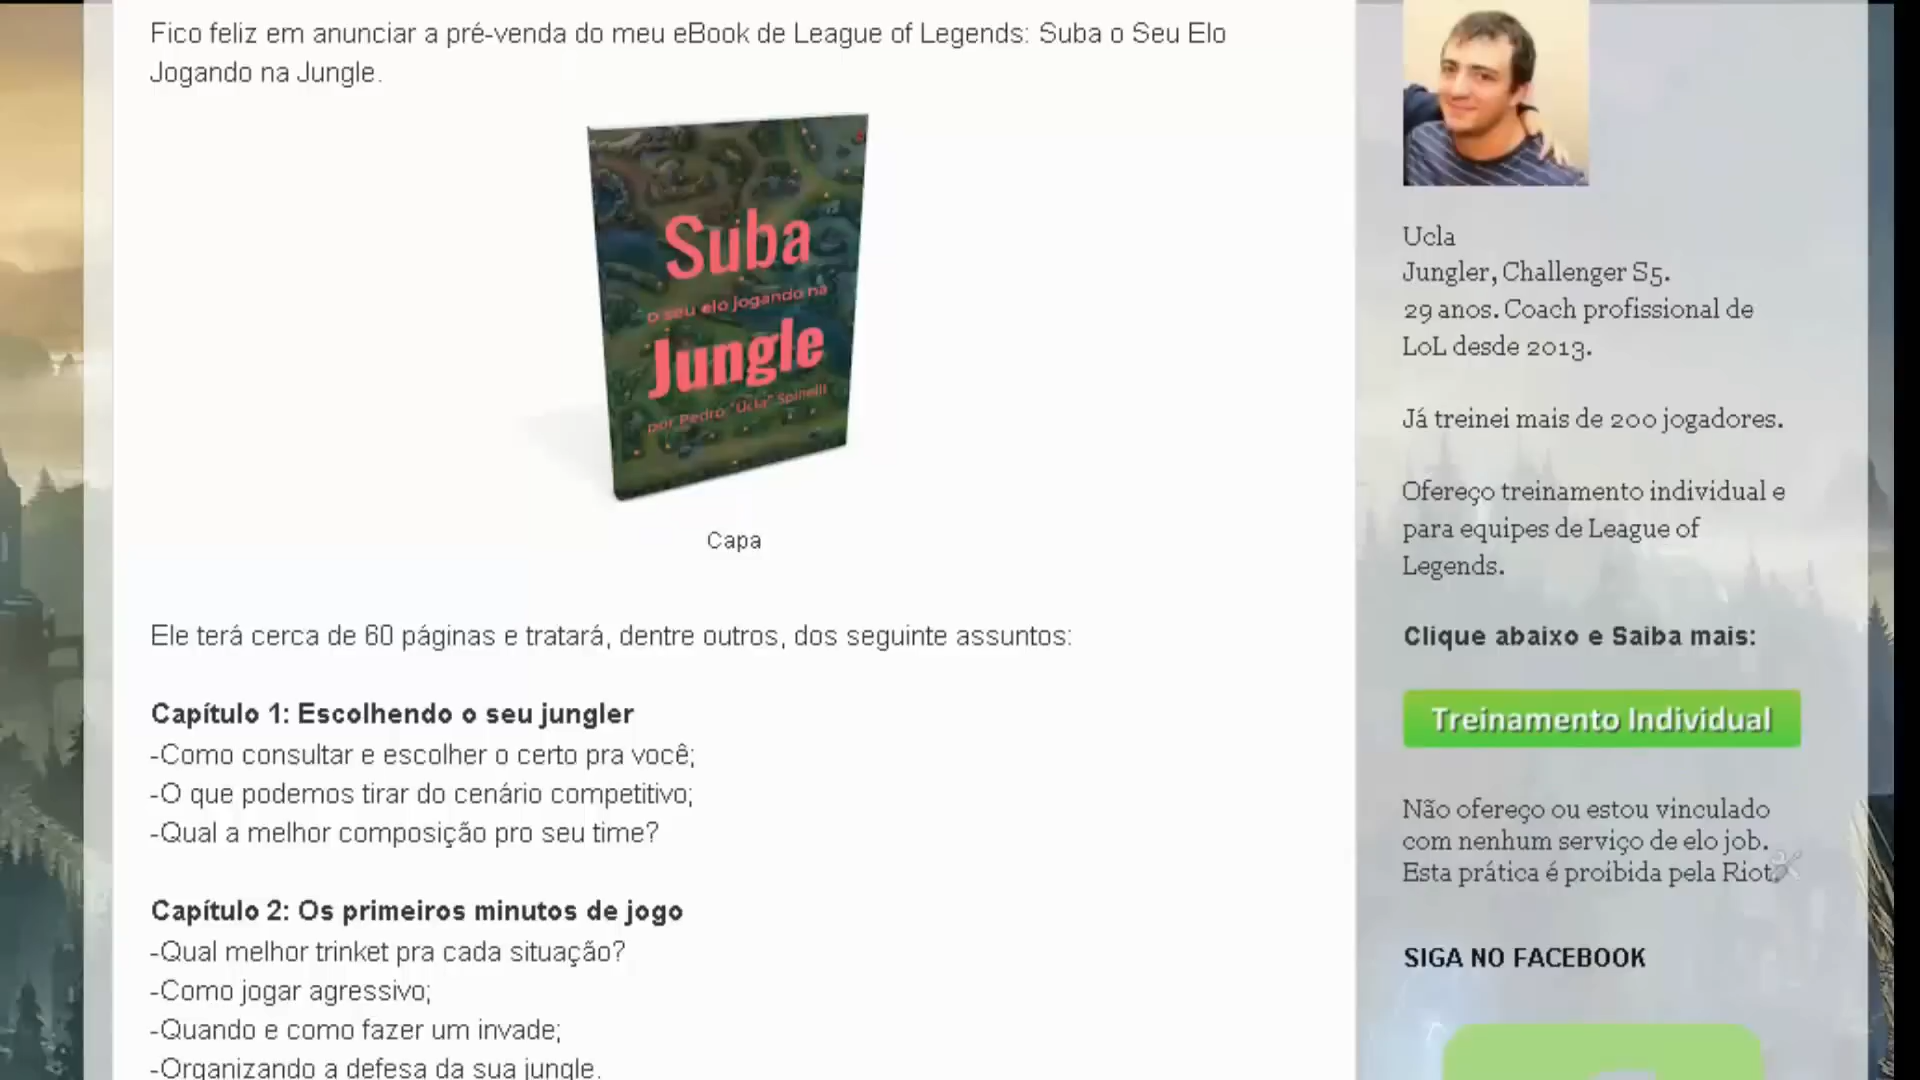 Fico feliz em anunciar a pré-venda do meu eBook de League of Legends: Suba o Seu Elo
Jogando na Jungle.
Suba
o seu elo jogando na
Jungle
por Pedro "Ucla" Spinelli
Capa
Ele terá cerca de 60 páginas e tratará, dentre outros, dos seguinte assuntos:
Capítulo 1: Escolhendo o seu jungler
-Como consultar e escolher o certo pra você;
-O que podemos tirar do cenário competitivo;
-Qual a melhor composição pro seu time?
Capítulo 2: Os primeiros minutos de jogo
-Qual melhor trinket pra cada situação?
-Como jogar agressivo;
-Quando e como fazer um invade;
-Organizando a defesa da sua jungle.
Ucla
Jungler, Challenger S5.
29 anos. Coach profissional de
LoL desde 2013.
Já treinei mais de 200 jogadores.
Ofereço treinamento individual e
para equipes de League of
Legends.
Clique abaixo e Saiba mais:
Treinamento Individual
Não ofereço ou estou vinculado
com nenhum serviço de elo job.
Esta prática é proibida pela Riot.
SIGA NO FACEBOOK